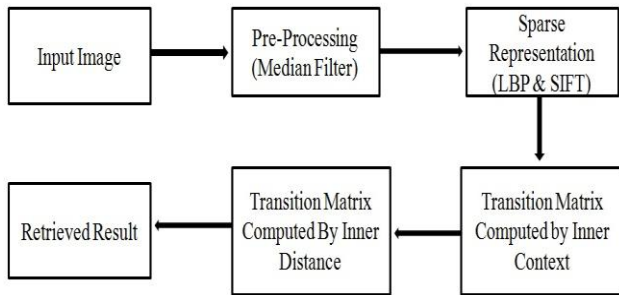 Input Image
Pre-Processing
(Median Filter)
Sparse
Representation
(LBP & SIFT)
Transition Matrix
Computed by Inner
Context
Transition Matrix
Computed By Inner
Distance
Retrieved Result